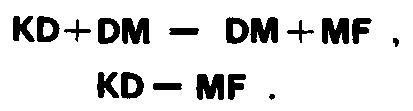 KD+DM — DM+MF ,
KD — MF .